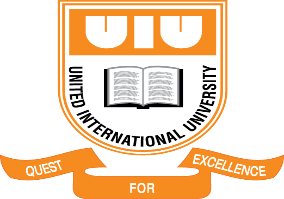 UIU
UNITED INTERNATIONAL UNIVERSITY
QUEST
FOR
EXCELLENCE